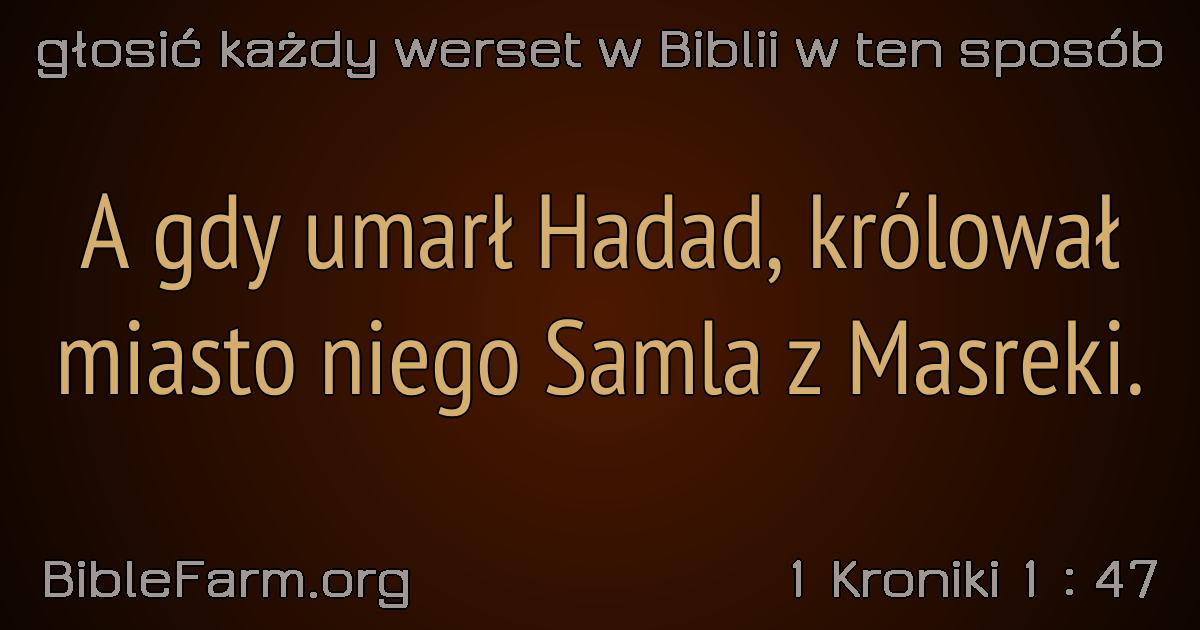 głosić każdy werset w Biblii w ten sposób
A gdy umarł Hadad, królował
miasto niego Samla z Masreki.
BibleFarm.org
1 Kroniki 1 : 47